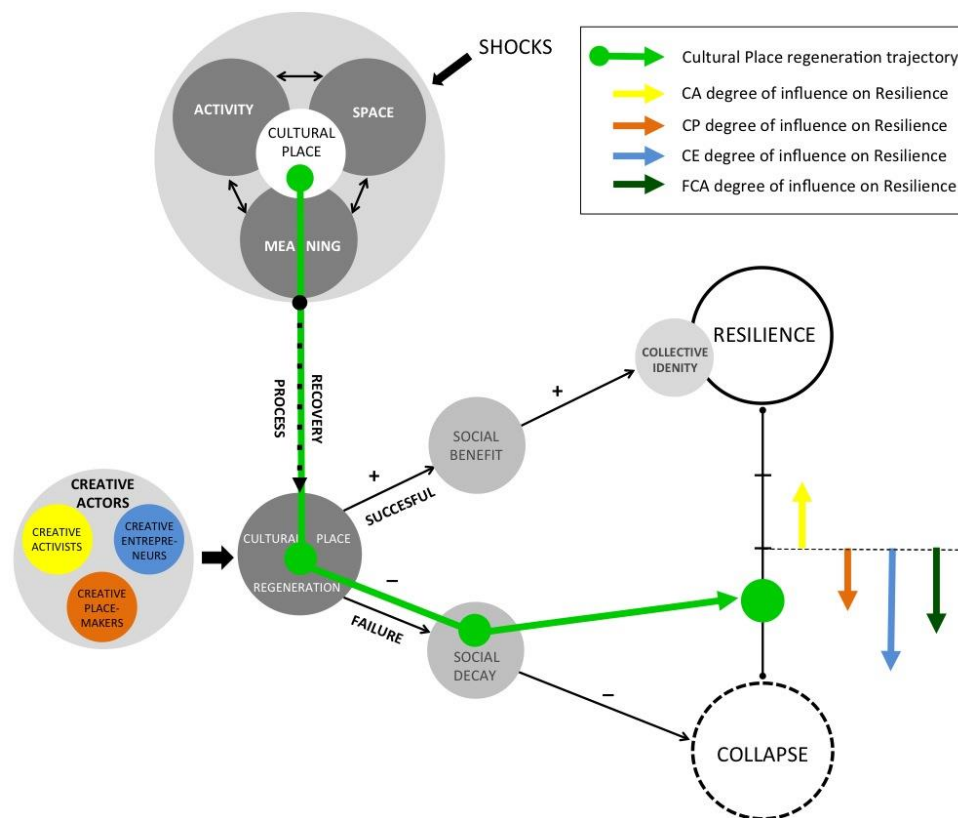 SHOCKS
ACTIVITY
SPACE
CULTURAL
PLACE
MEANING
Cultural Place regeneration trajectory
CA degree of influence on Resilience
CP degree of influence on Resilience
CE degree of influence on Resilience
FCA degree of influence on Resilience
RESILIENCE
COLLECTIVE
IDENITY
RECOVERY
PROCESS
+
SOCIAL
BENEFIT
+
SUCCESFUL
CREATIVE
ACTORS
CREATIVE
ACTIVISTS
CREATIVE
ENTREPRE-
NEURS
CREATIVE
PLACE-
MAKERS
CULTURAL PLACE
REGENERATION
–
FAILURE
SOCIAL
DECAY
–
COLLAPSE